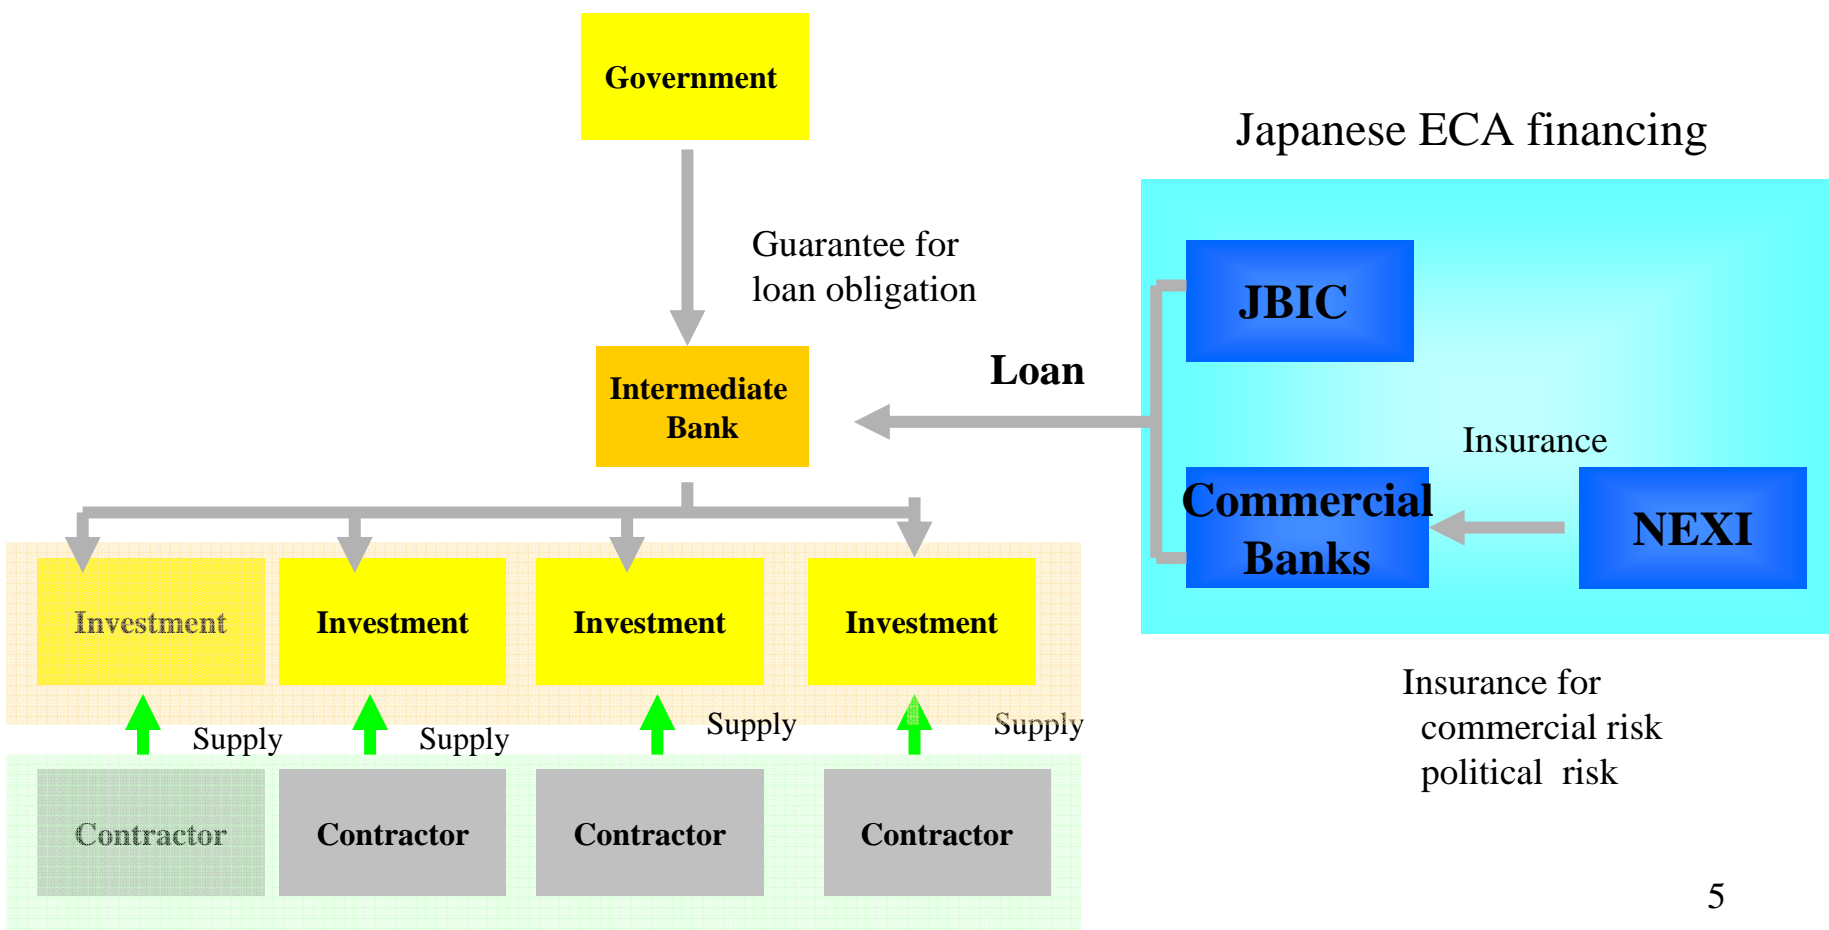 Government
Japanese ECA financing
Guarantee for
loan obligation
JBIC
Loan
Intermediate
Bank
Insurance
Commercial
Banks
NEXI
Investment
Investment
Investment
Investment
Insurance for
commercial risk
political risk
Supply
Supply
Supply
Supply
Contractor
Contractor
Contractor
Contractor
5